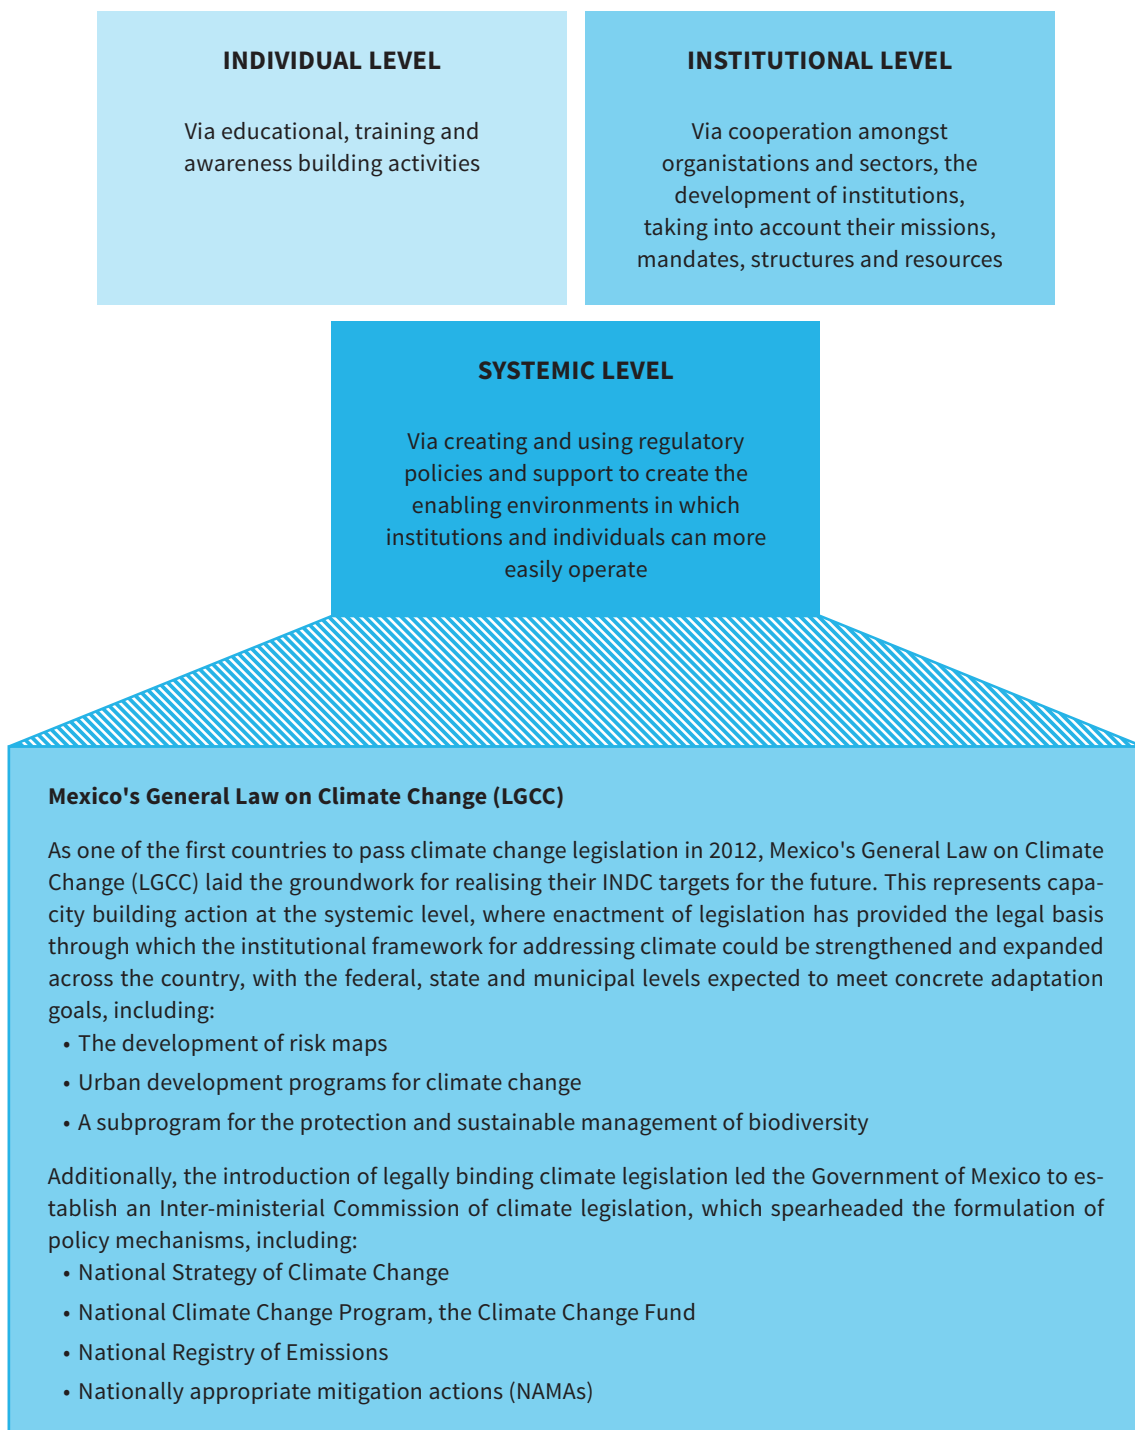 INDIVIDUAL LEVEL
Via educational, training and
awareness building activities
INSTITUTIONAL LEVEL
Via cooperation amongst
organistations and sectors, the
development of institutions,
taking into account their missions,
mandates, structures and resources
SYSTEMIC LEVEL
Via creating and using regulatory
policies and support to create the
enabling environments in which
institutions and individuals can more
easily operate
Mexico's General Law on Climate Change (LGCC)
As one of the first countries to pass climate change legislation in 2012, Mexico's General Law on Climate
Change (LGCC) laid the groundwork for realising their INDC targets for the future. This represents capa-
city building action at the systemic level, where enactment of legislation has provided the legal basis
through which the institutional framework for addressing climate could be strengthened and expanded
across the country, with the federal, state and municipal levels expected to meet concrete adaptation
goals, including:
• The development of risk maps
• Urban development programs for climate change
• A subprogram for the protection and sustainable management of biodiversity
Additionally, the introduction of legally binding climate legislation led the Government of Mexico to es-
tablish an Inter-ministerial Commission of climate legislation, which spearheaded the formulation of
policy mechanisms, including:
• National Strategy of Climate Change
• National Climate Change Program, the Climate Change Fund
• National Registry of Emissions
• Nationally appropriate mitigation actions (NAMAs)